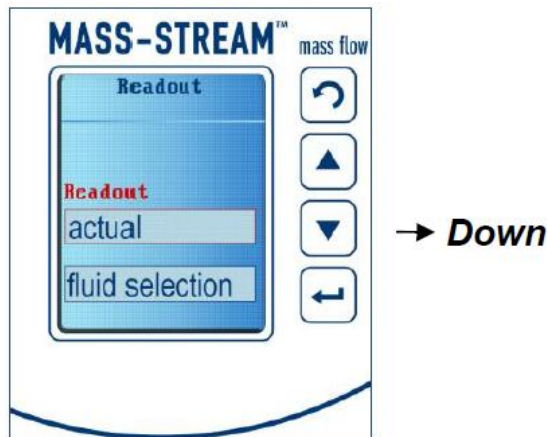 MASS-STREAM™ mass flow
Readout
Readout
actual
fluid selection
Down